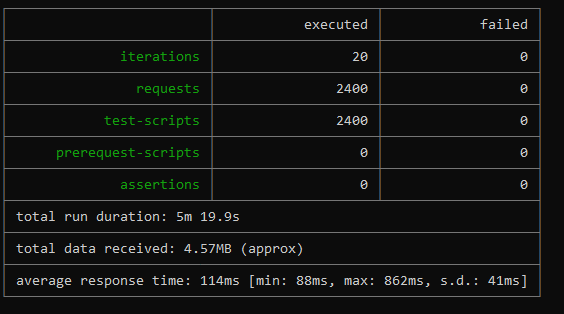 executed failed
iterations 20 0
requests 2400 0
test-scripts 2400 0
prerequest-scripts 0 0
assertions 0 0
total run duration: 5m 19.9s
total data received: 4.57MB (approx)
average response time: 114ms [min: 88ms, max: 862ms, s.d.: 41ms]